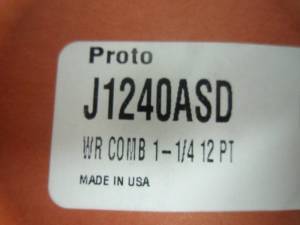 Proto
J1240ASD
WR COMB 1-1/4 12 PT
MADE IN USA